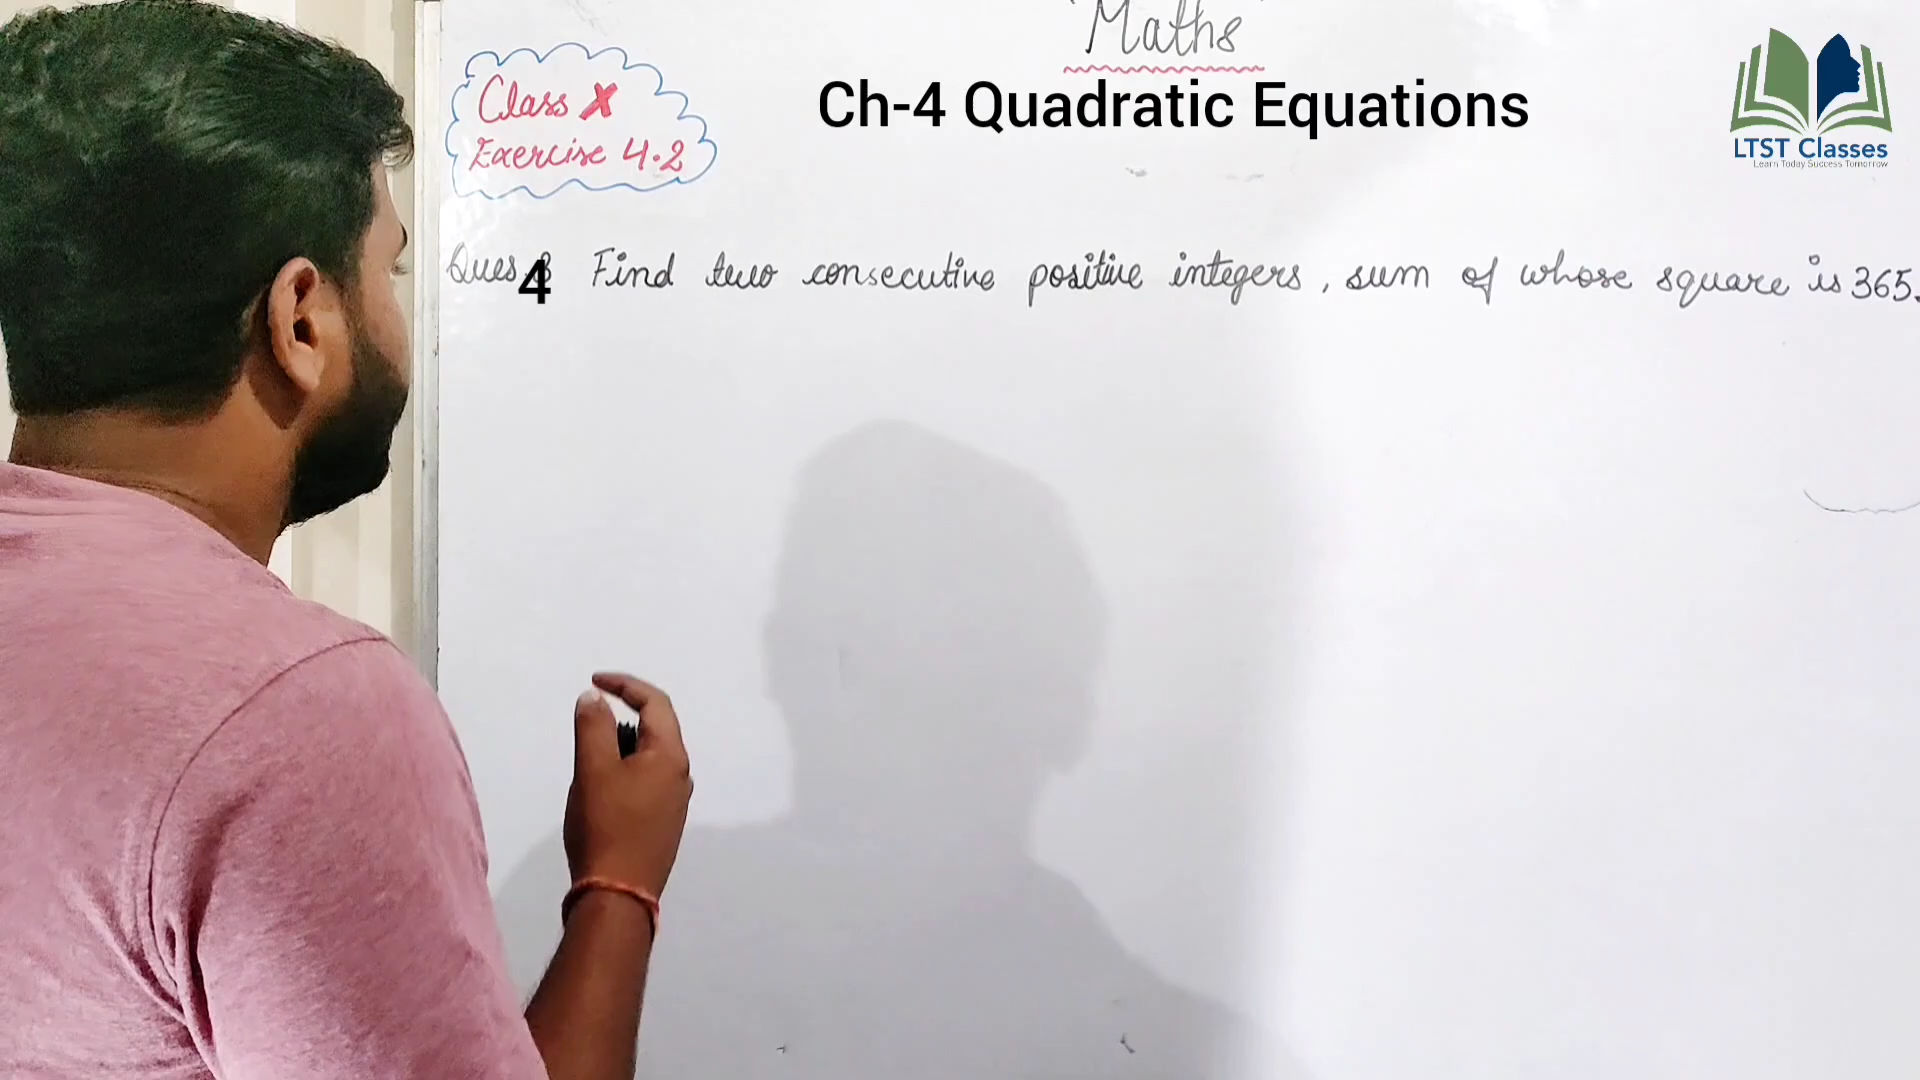 Maths
Class X
Exercise 4.2
Ch-4 Quadratic Equations
LTST Classes
Learn Today Success Tomorrow
Ques 4 Find two consecutive positive integers, sum of whose square is 365.